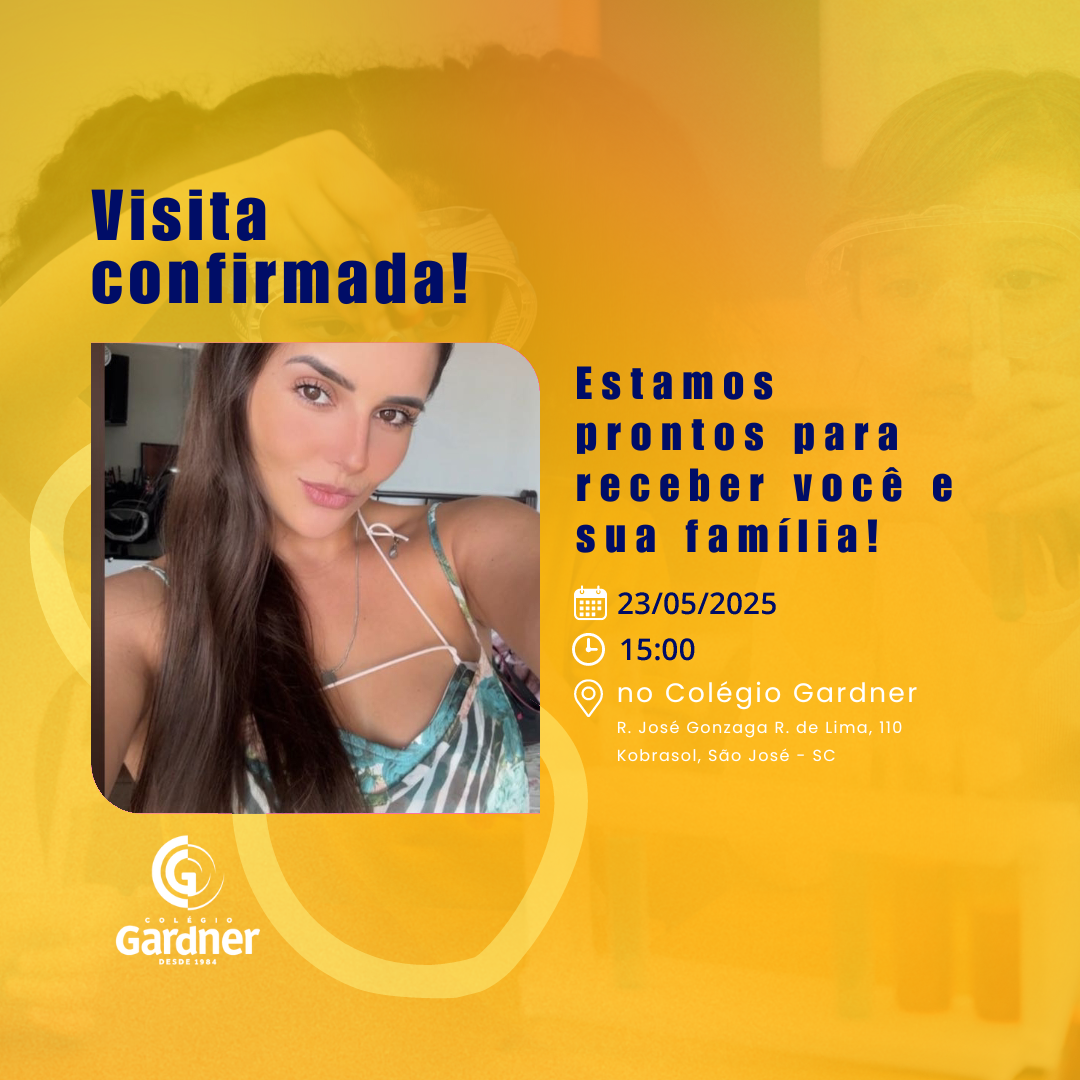 Visita
confirmada!
Estamos
prontos para
receber você e
sua família!
23/05/2025
15:00
no Colégio Gardner
R. José Gonzaga R. de Lima, 110
Kobrasol, São José - SC
G
COLÉGIO
Gardner
DESDE 1984